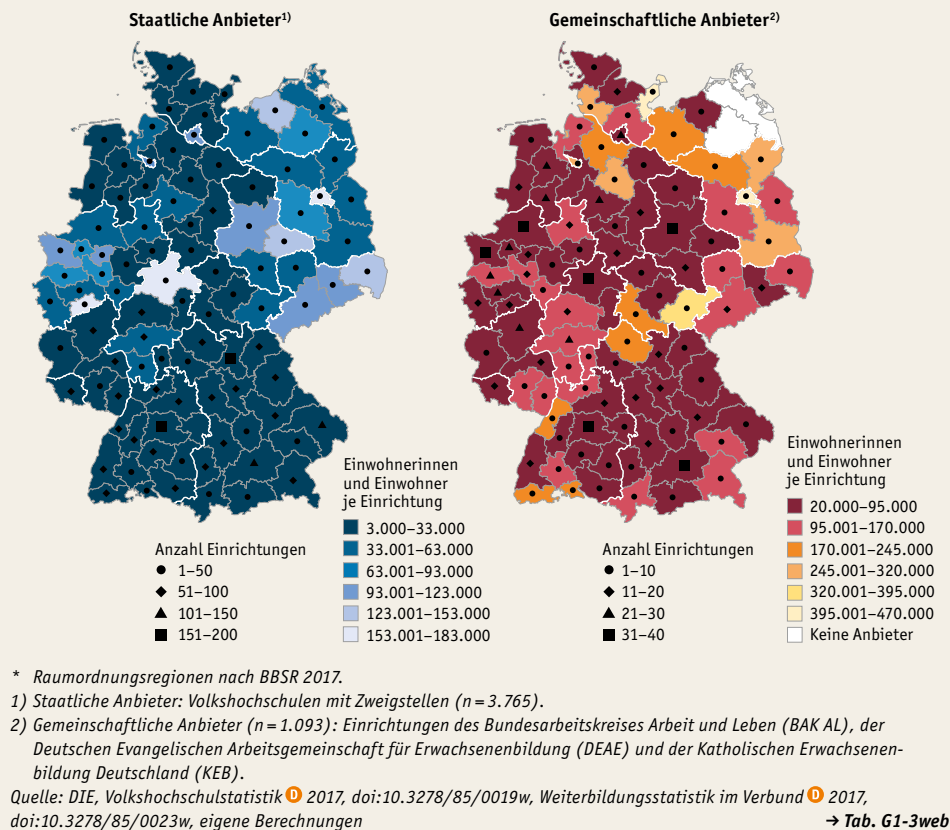 Staatliche Anbieter1)
Gemeinschaftliche Anbieter2)
Einwohnerinnen
und Einwohner
je Einrichtung
3.000–33.000
33.001–63.000
63.001–93.000
93.001–123.000
123.001–153.000
153.001–183.000
Anzahl Einrichtungen
1–50
51–100
101–150
151–200
Einwohnerinnen
und Einwohner
je Einrichtung
20.000–95.000
95.001–170.000
170.001–245.000
245.001–320.000
320.001–395.000
395.001–470.000
Keine Anbieter
Anzahl Einrichtungen
1–10
11–20
21–30
31–40
* Raumordnungsregionen nach BBSR 2017.
1) Staatliche Anbieter: Volkshochschulen mit Zweigstellen (n = 3.765).
2) Gemeinschaftliche Anbieter (n = 1.093): Einrichtungen des Bundesarbeitskreises Arbeit und Leben (BAK AL), der
Deutschen Evangelischen Arbeitsgemeinschaft für Erwachsenenbildung (DEAE) und der Katholischen Erwachsenen-
bildung Deutschland (KEB).
Quelle: DIE, Volkshochschulstatistik D 2017, doi:10.3278/85/0019w, Weiterbildungsstatistik im Verbund D 2017,
doi:10.3278/85/0023w, eigene Berechnungen
→ Tab. G1-3web